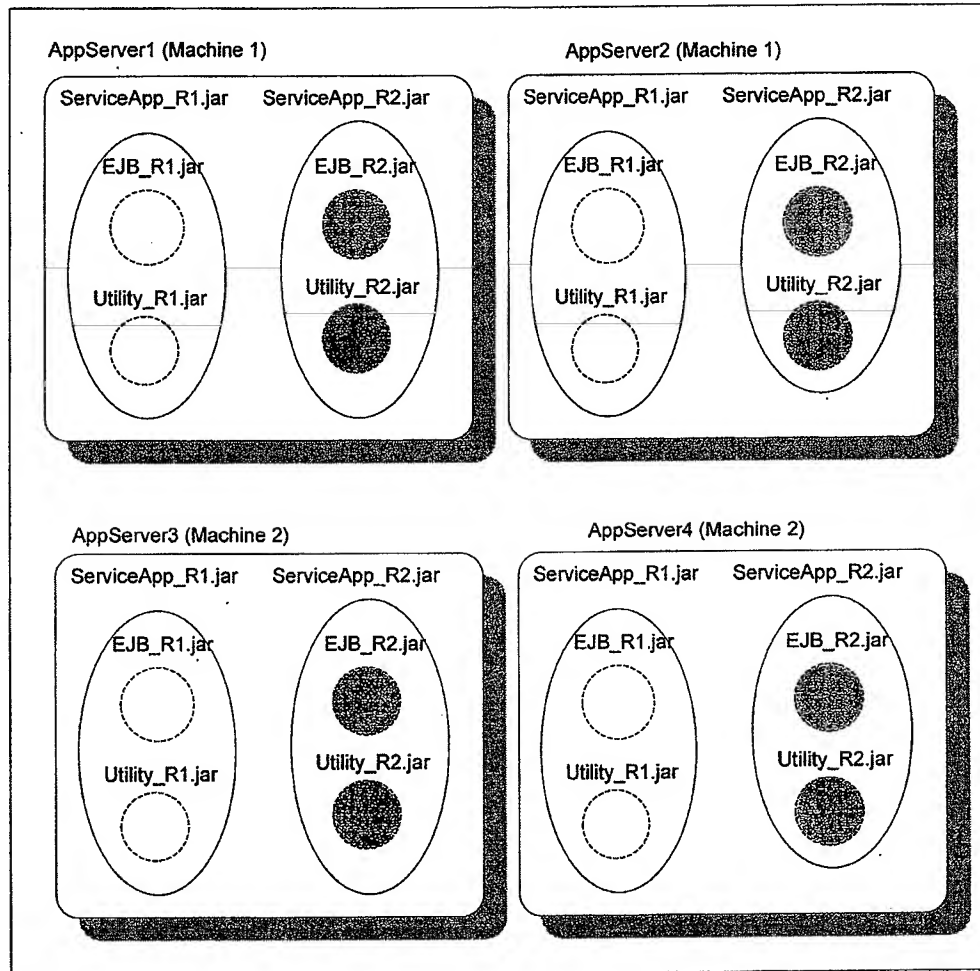 AppServer1 (Machine 1)
AppServer2 (Machine 1)
ServiceApp_R1.jar
ServiceApp_R2.jar
ServiceApp_R1.jar
ServiceApp_R2.jar
EJB_R1.jar
EJB_R2.jar
EJB_R1.jar
EJB_R2.jar
Utility_R1.jar
Utility_R2.jar
Utility_R1.jar
Utility_R2.jar
AppServer3 (Machine 2)
AppServer4 (Machine 2)
ServiceApp_R1.jar
ServiceApp_R2.jar
ServiceApp_R1.jar
ServiceApp_R2.jar
EJB_R1.jar
EJB_R2.jar
EJB_R1.jar
EJB_R2.jar
Utility_R1.jar
Utility_R2.jar
Utility_R1.jar
Utility_R2.jar